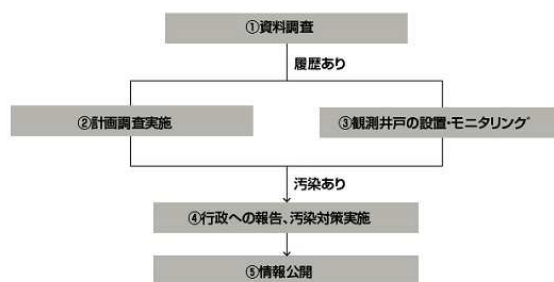 ①資料調査
履歴あり
②計画調査実施
③観測井戸の設置・モニタリング
汚染あり
④行政への報告、汚染対策実施
⑤情報公開